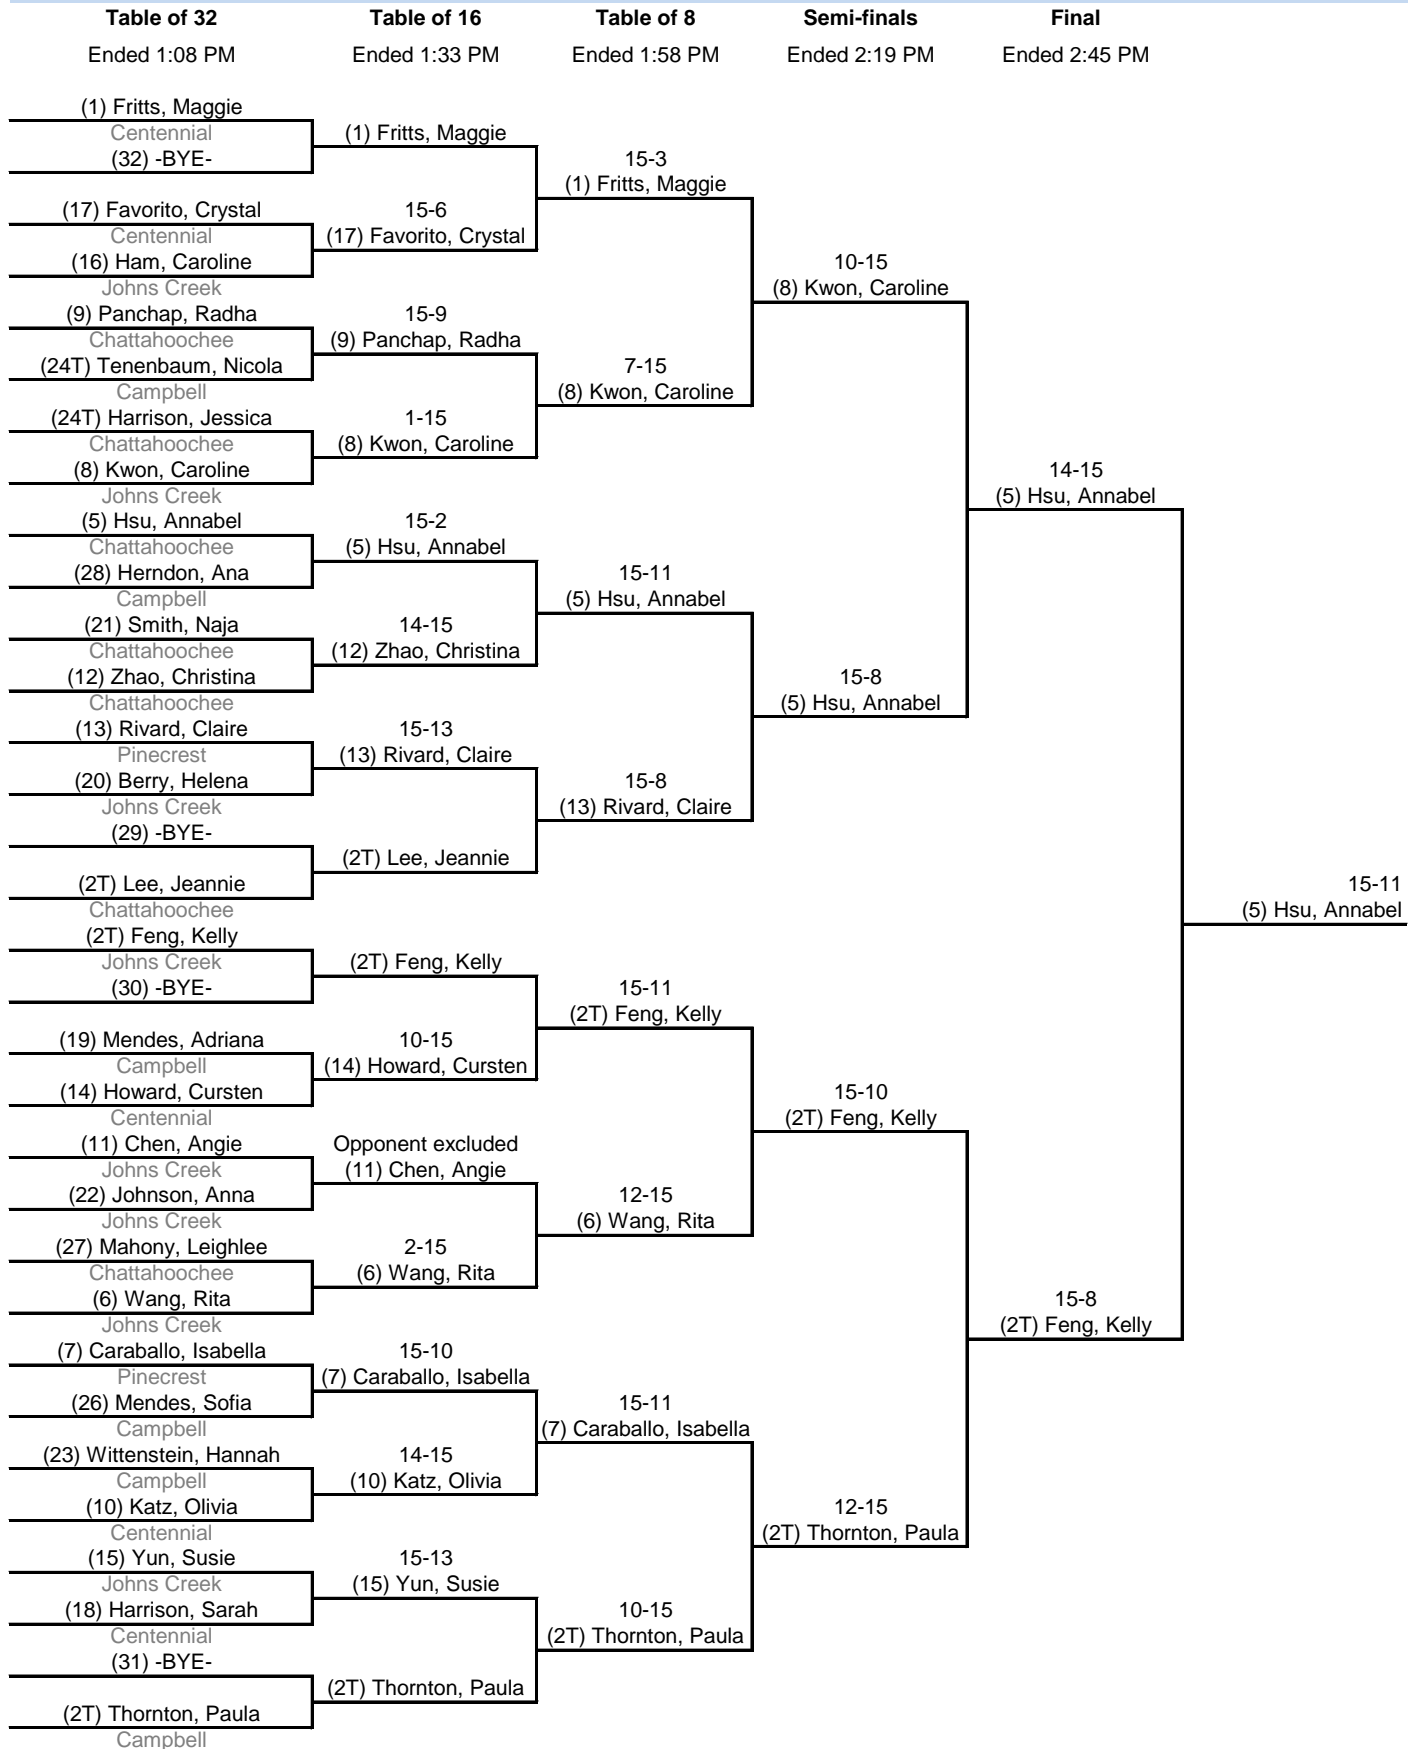 Table of 32
Ended 1:08 PM
Table of 16
Ended 1:33 PM
Table of 8
Ended 1:58 PM
Semi-finals
Ended 2:19 PM
Final
Ended 2:45 PM
(1) Fritts, Maggie
Centennial
(32) -BYE-
(17) Favorito, Crystal
Centennial
(16) Ham, Caroline
Johns Creek
(9) Panchap, Radha
Chattahoochee
(24T) Tenenbaum, Nicola
Campbell
(24T) Harrison, Jessica
Chattahoochee
(8) Kwon, Caroline
Johns Creek
(5) Hsu, Annabel
Chattahoochee
(28) Herndon, Ana
Campbell
(21) Smith, Naja
Chattahoochee
(12) Zhao, Christina
Chattahoochee
(13) Rivard, Claire
Pinecrest
(20) Berry, Helena
Johns Creek
(29) -BYE-
(2T) Lee, Jeannie
Chattahoochee
(2T) Feng, Kelly
Johns Creek
(30) -BYE-
(19) Mendes, Adriana
Campbell
(14) Howard, Cursten
Centennial
(11) Chen, Angie
Johns Creek
(22) Johnson, Anna
Johns Creek
(27) Mahony, Leighlee
Chattahoochee
(6) Wang, Rita
Johns Creek
(7) Caraballo, Isabella
Pinecrest
(26) Mendes, Sofia
Campbell
(23) Wittenstein, Hannah
Campbell
(10) Katz, Olivia
Centennial
(15) Yun, Susie
Johns Creek
(18) Harrison, Sarah
Centennial
(31) -BYE-
(2T) Thornton, Paula
Campbell
(1) Fritts, Maggie
15-6
(17) Favorito, Crystal
15-9
(9) Panchap, Radha
1-15
(8) Kwon, Caroline
15-2
(5) Hsu, Annabel
14-15
(12) Zhao, Christina
15-13
(13) Rivard, Claire
(2T) Lee, Jeannie
(2T) Feng, Kelly
10-15
(14) Howard, Cursten
Opponent excluded
(11) Chen, Angie
2-15
(6) Wang, Rita
15-10
(7) Caraballo, Isabella
14-15
(10) Katz, Olivia
15-13
(15) Yun, Susie
(2T) Thornton, Paula
15-3
(1) Fritts, Maggie
7-15
(8) Kwon, Caroline
15-11
(5) Hsu, Annabel
15-8
(13) Rivard, Claire
15-11
(2T) Feng, Kelly
12-15
(6) Wang, Rita
15-11
(7) Caraballo, Isabella
10-15
(2T) Thornton, Paula
10-15
(8) Kwon, Caroline
15-8
(5) Hsu, Annabel
15-10
(2T) Feng, Kelly
12-15
(2T) Thornton, Paula
14-15
(5) Hsu, Annabel
15-8
(2T) Feng, Kelly
15-11
(5) Hsu, Annabel